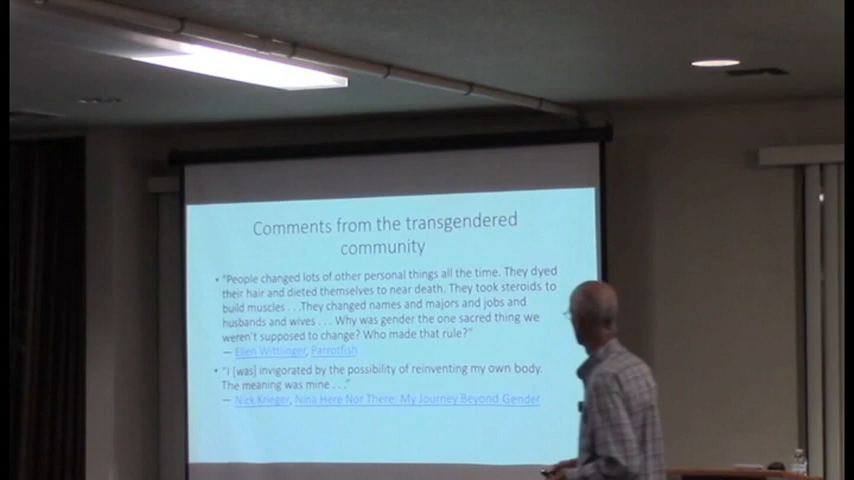 Comments from the transgendered
community
• "People changed lots of other personal things all the time. They dyed
their hair and dieted themselves to near death. They took steroids to
build muscles . . .They changed names and majors and jobs and
husbands and wives . . . Why was gender the one sacred thing we
weren't supposed to change? Who made that rule?"
— Ellen Wittlinger, Parrotfish
• "I [was] invigorated by the possibility of reinventing my own body.
The meaning was mine . . ."
— Nick Krieger, Nina Here Nor There: My Journey Beyond Gender